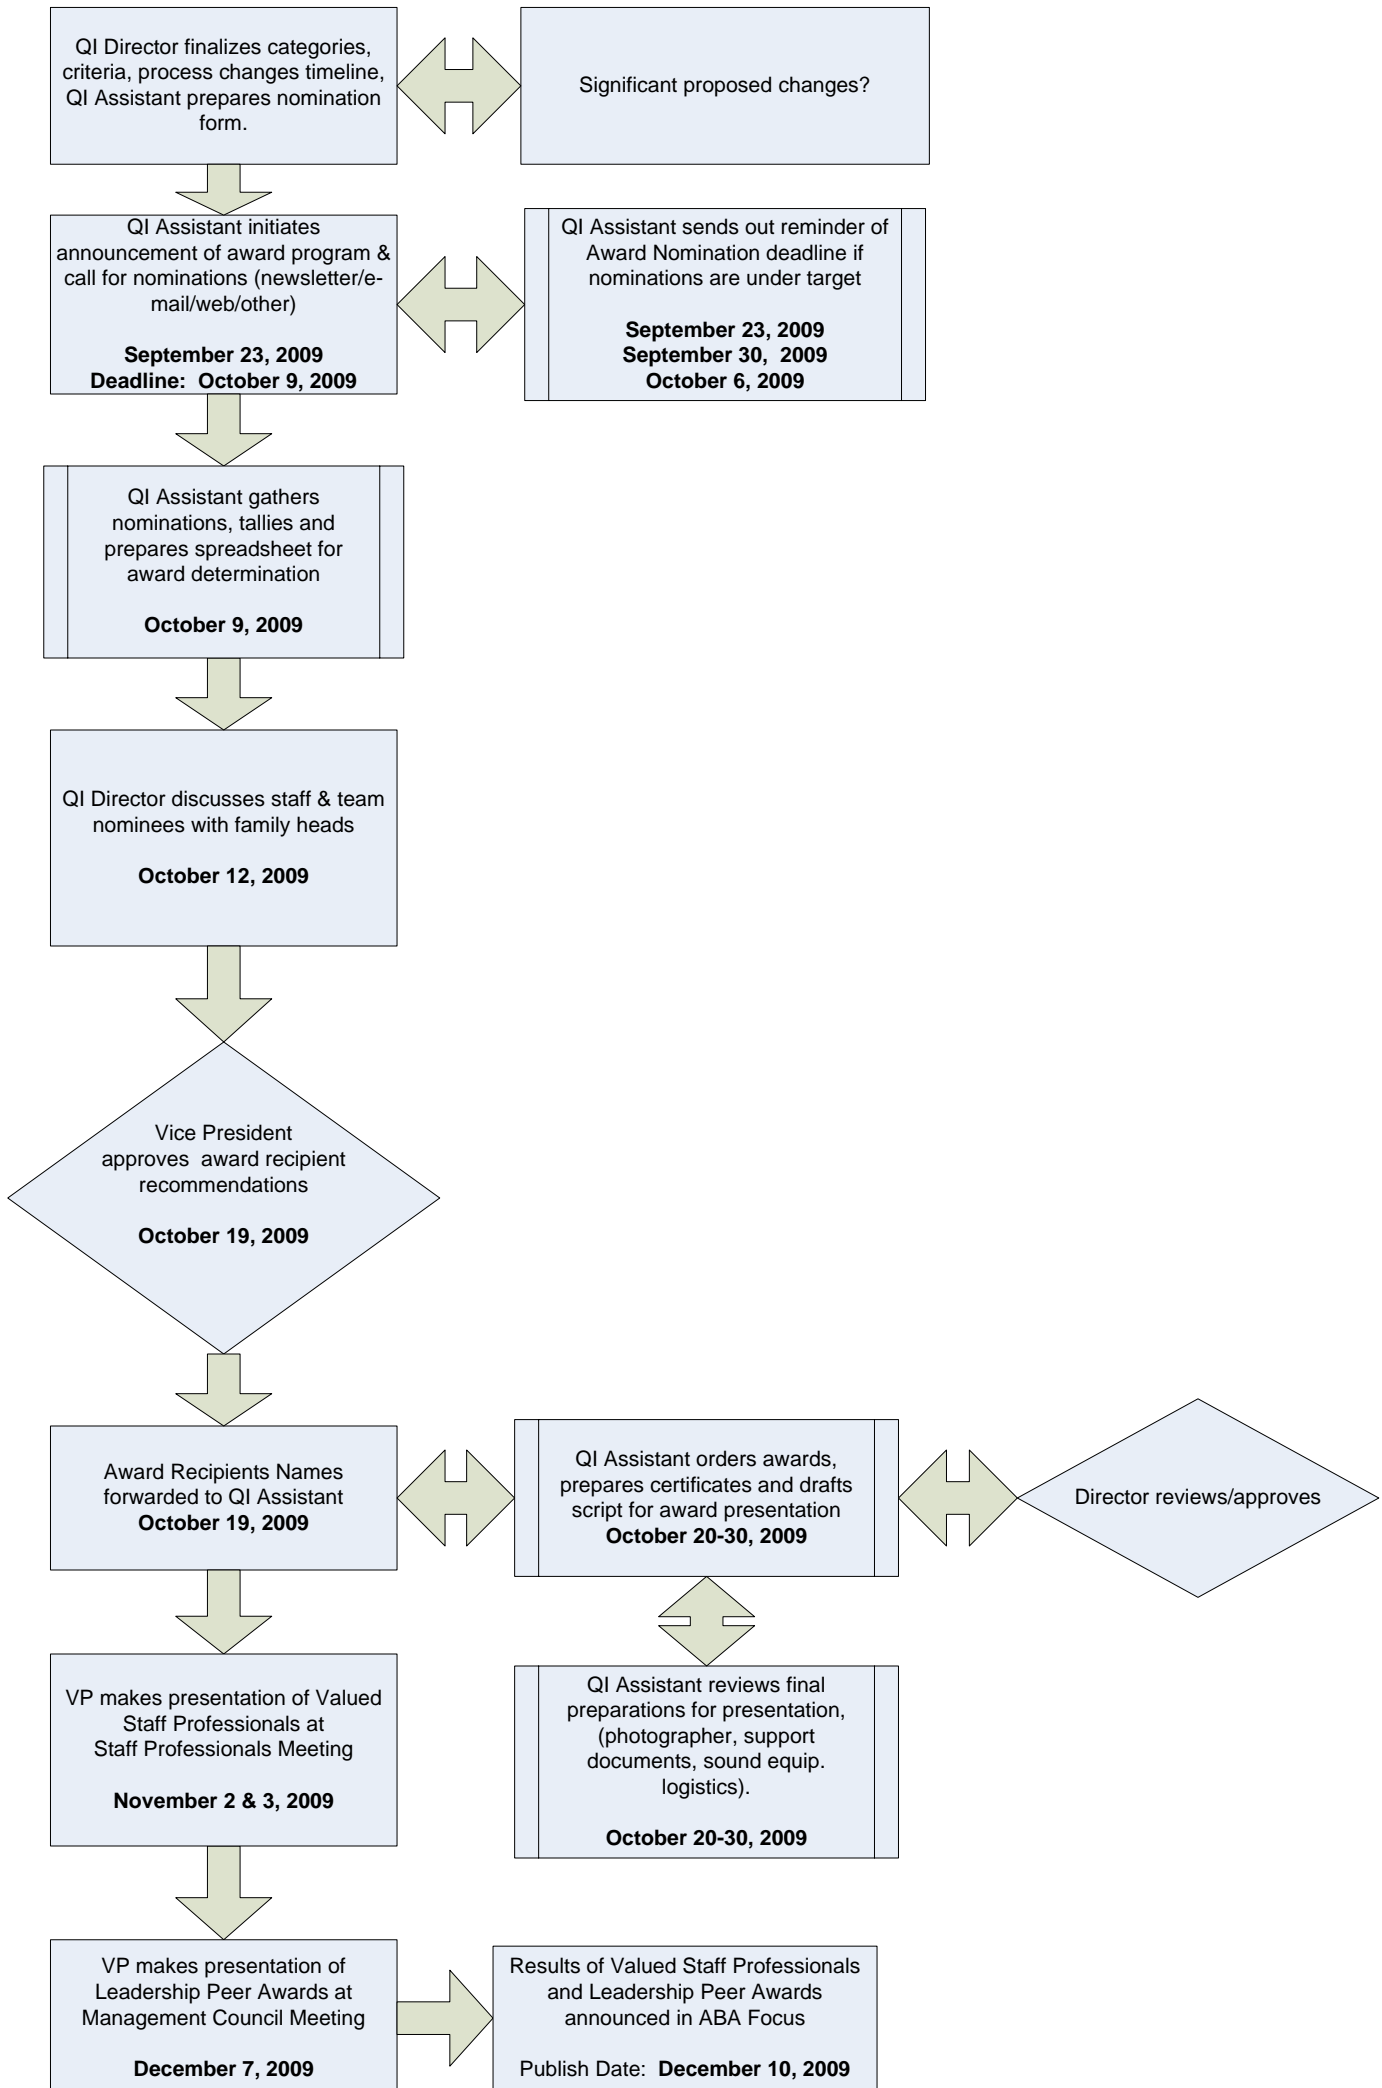 QI Director finalizes categories,
criteria, process changes timeline,
QI Assistant prepares nomination
form.
Significant proposed changes?
QI Assistant initiates
announcement of award program &
call for nominations (newsletter/e-
mail/web/other)
September 23, 2009
Deadline:  October 9, 2009
QI Assistant sends out reminder of
Award Nomination deadline if
nominations are under target
September 23, 2009
September 30,  2009
October 6, 2009
QI Assistant gathers
nominations, tallies and
prepares spreadsheet for
award determination
October 9, 2009
QI Director discusses staff & team
nominees with family heads
October 12, 2009
Vice President
approves  award recipient
recommendations
October 19, 2009
Award Recipients Names
forwarded to QI Assistant
October 19, 2009
QI Assistant orders awards,
prepares certificates and drafts
script for award presentation
October 20-30, 2009
Director reviews/approves
VP makes presentation of Valued
Staff Professionals at
Staff Professionals Meeting
November 2 & 3, 2009
QI Assistant reviews final
preparations for presentation,
(photographer, support
documents, sound equip.
logistics).
October 20-30, 2009
VP makes presentation of
Leadership Peer Awards at
Management Council Meeting
December 7, 2009
Results of Valued Staff Professionals
and Leadership Peer Awards
announced in ABA Focus
Publish Date:  December 10, 2009